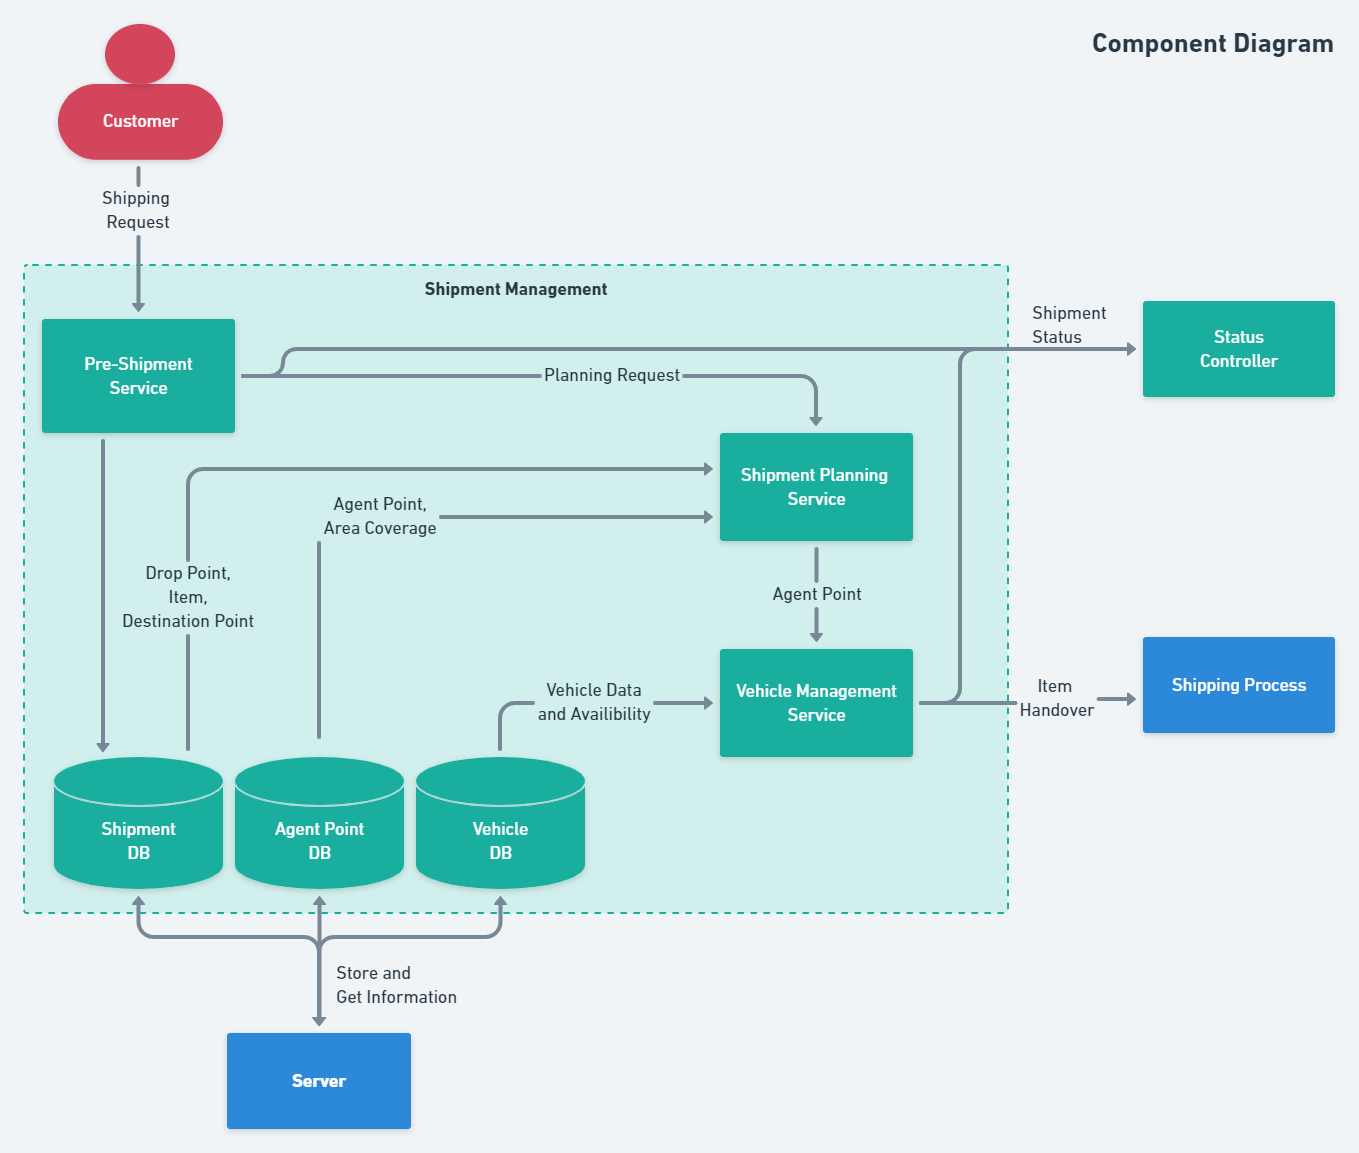 Component Diagram
Customer
Shipping
Request
Shipment Management
Pre-Shipment
Service
Shipment
Status
Status
Controller
Planning Request
Shipment Planning
Service
Agent Point,
Area Coverage
Drop Point,
Item,
Destination Point
Agent Point
Vehicle Data
and Availibility
Vehicle Management
Service
Item
Handover
Shipping Process
Shipment
DB
Agent Point
DB
Vehicle
DB
Store and
Get Information
Server